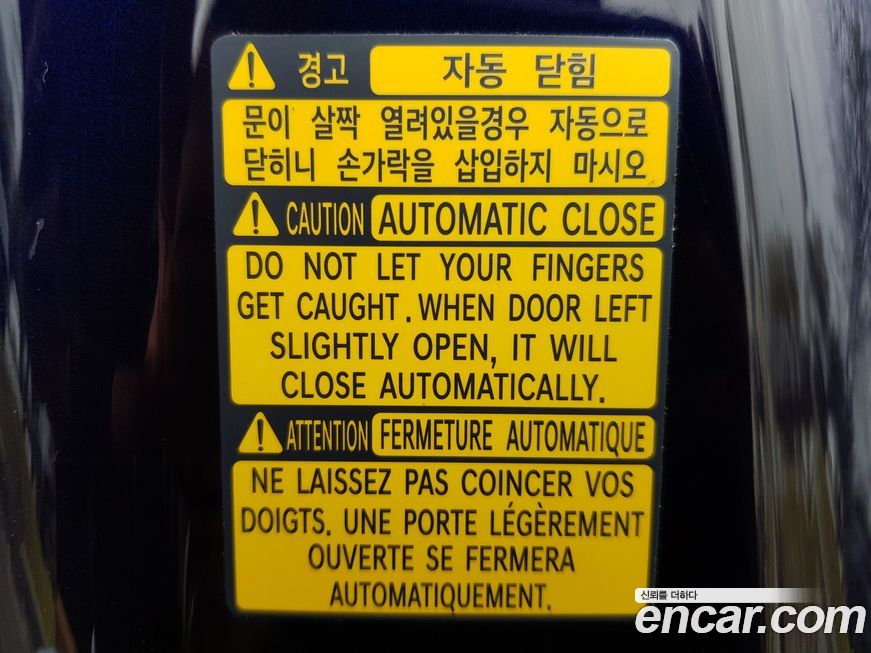 경고 자동 닫힘
문이 살짝 열려있을경우 자동으로
닫히니 손가락을 삽입하지 마시오
CAUTION AUTOMATIC CLOSE
DO NOT LET YOUR FINGERS
GET CAUGHT. WHEN DOOR LEFT
SLIGHTLY OPEN, IT WILL
CLOSE AUTOMATICALLY.
ATTENTION FERMETURE AUTOMATIQUE
NE LAISSEZ PAS COINCER VOS
DOIGTS. UNE PORTE LÉGÈREMENT
OUVERTE SE FERMERA
AUTOMATIQUEMENT.
신뢰를 더하다
encar.com